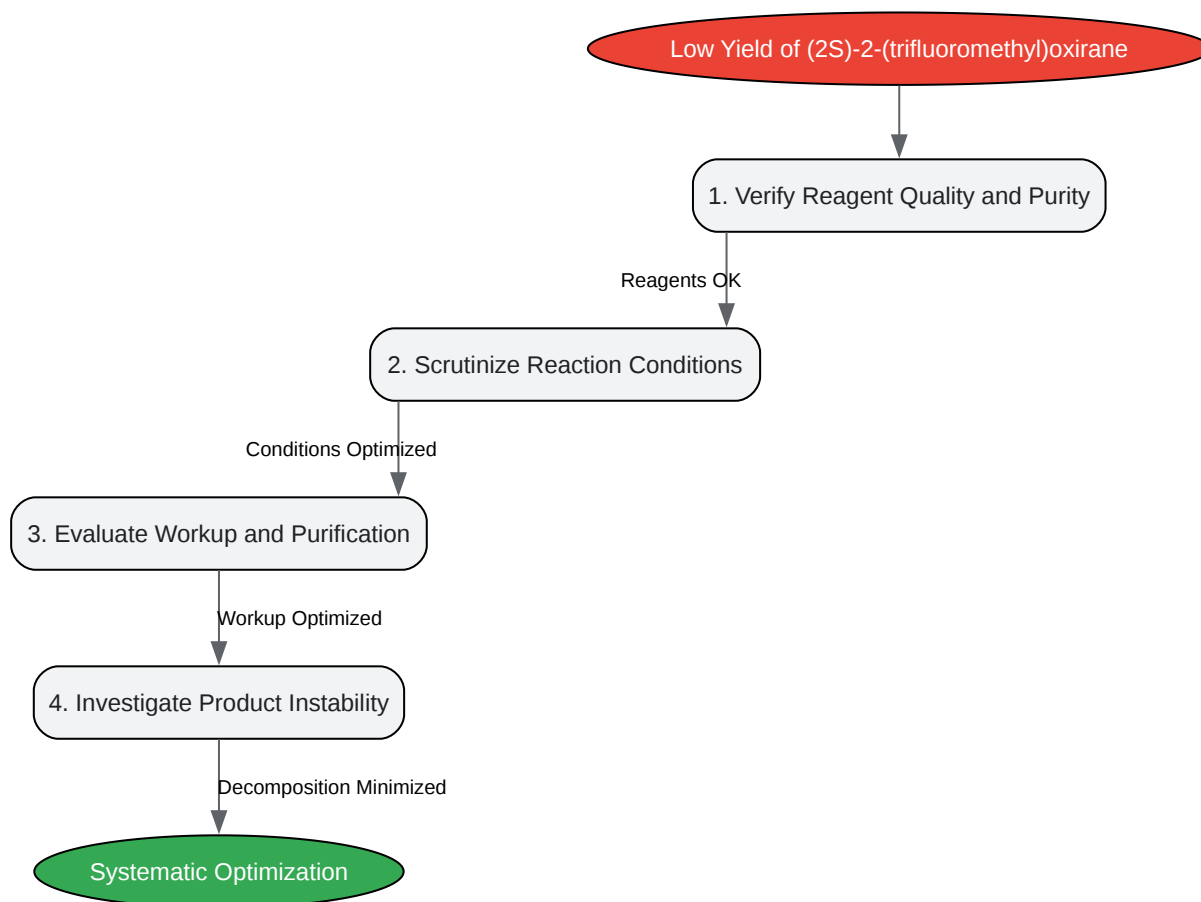 Low Yield of (2S)-2-(trifluoromethyl)oxirane
1. Verify Reagent Quality and Purity
Reagents OK
2. Scrutinize Reaction Conditions
Conditions Optimized
3. Evaluate Workup and Purification
Workup Optimized
4. Investigate Product Instability
Decomposition Minimized
Systematic Optimization